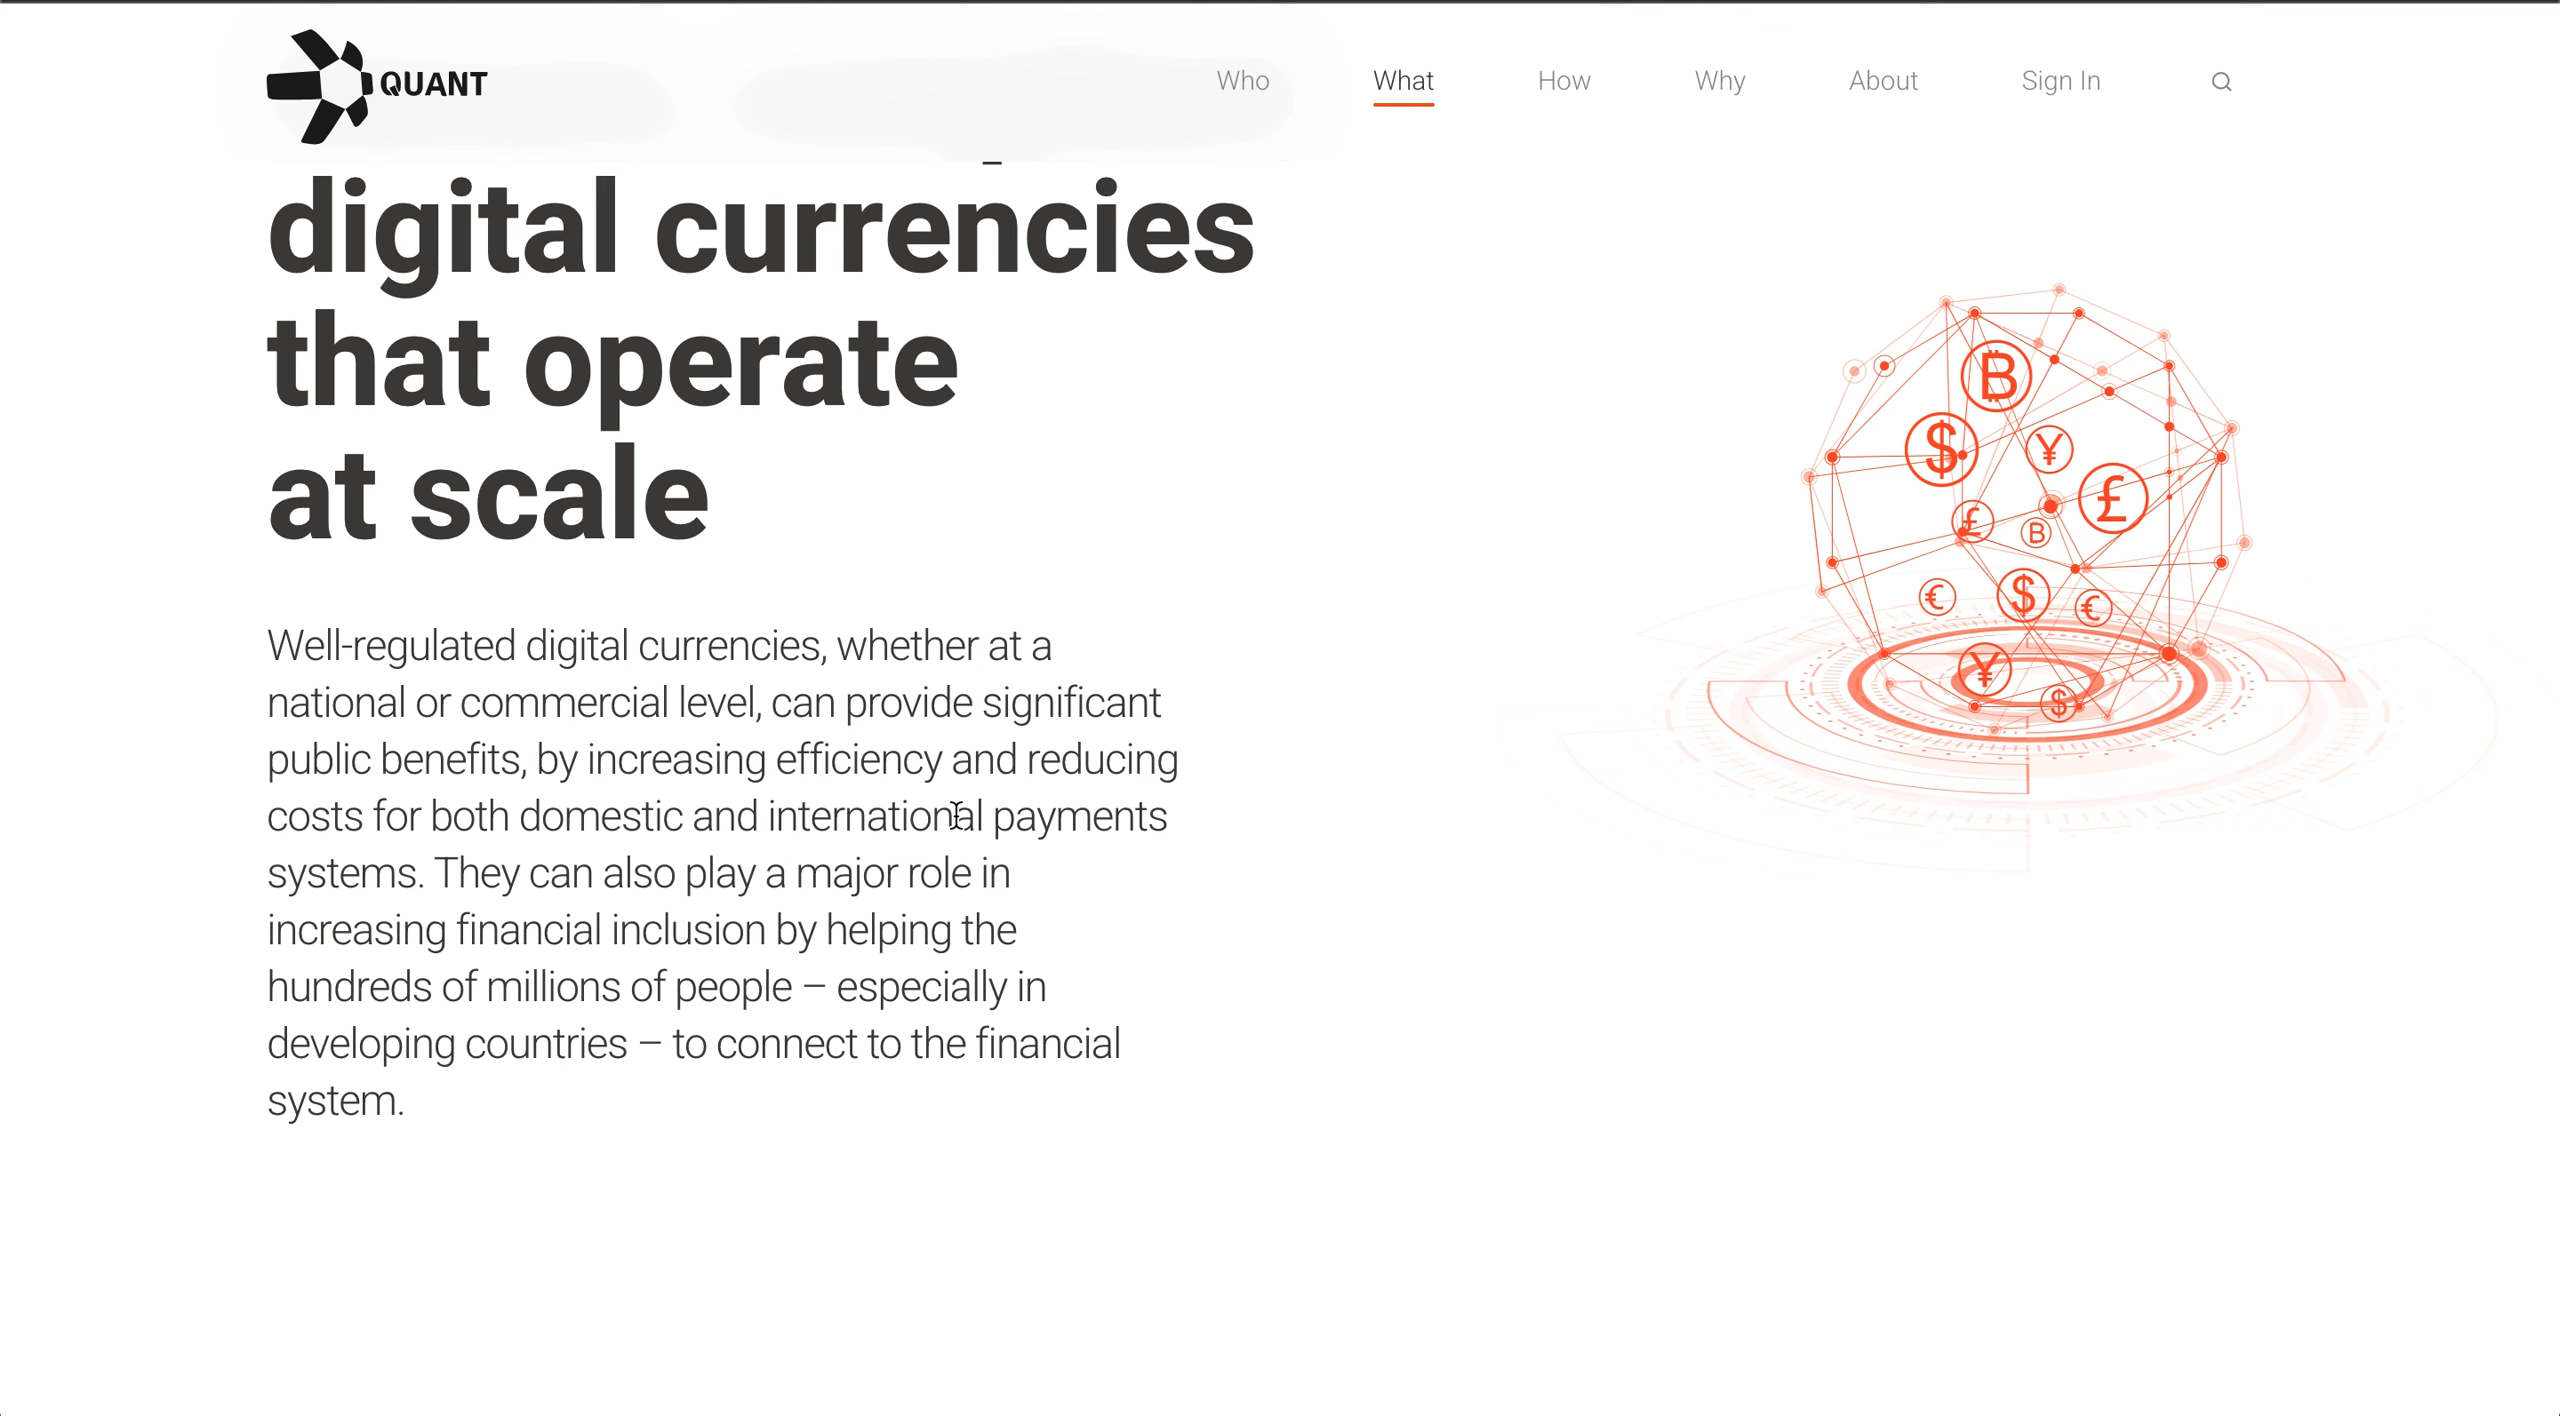 QUANT
Who What How Why About Sign In
digital currencies
that operate
at scale
Well-regulated digital currencies, whether at a
national or commercial level, can provide significant
public benefits, by increasing efficiency and reducing
costs for both domestic and international payments
systems. They can also play a major role in
increasing financial inclusion by helping the
hundreds of millions of people – especially in
developing countries – to connect to the financial
system.
₿
$
¥
£
£
₿
€
$
€
¥
$